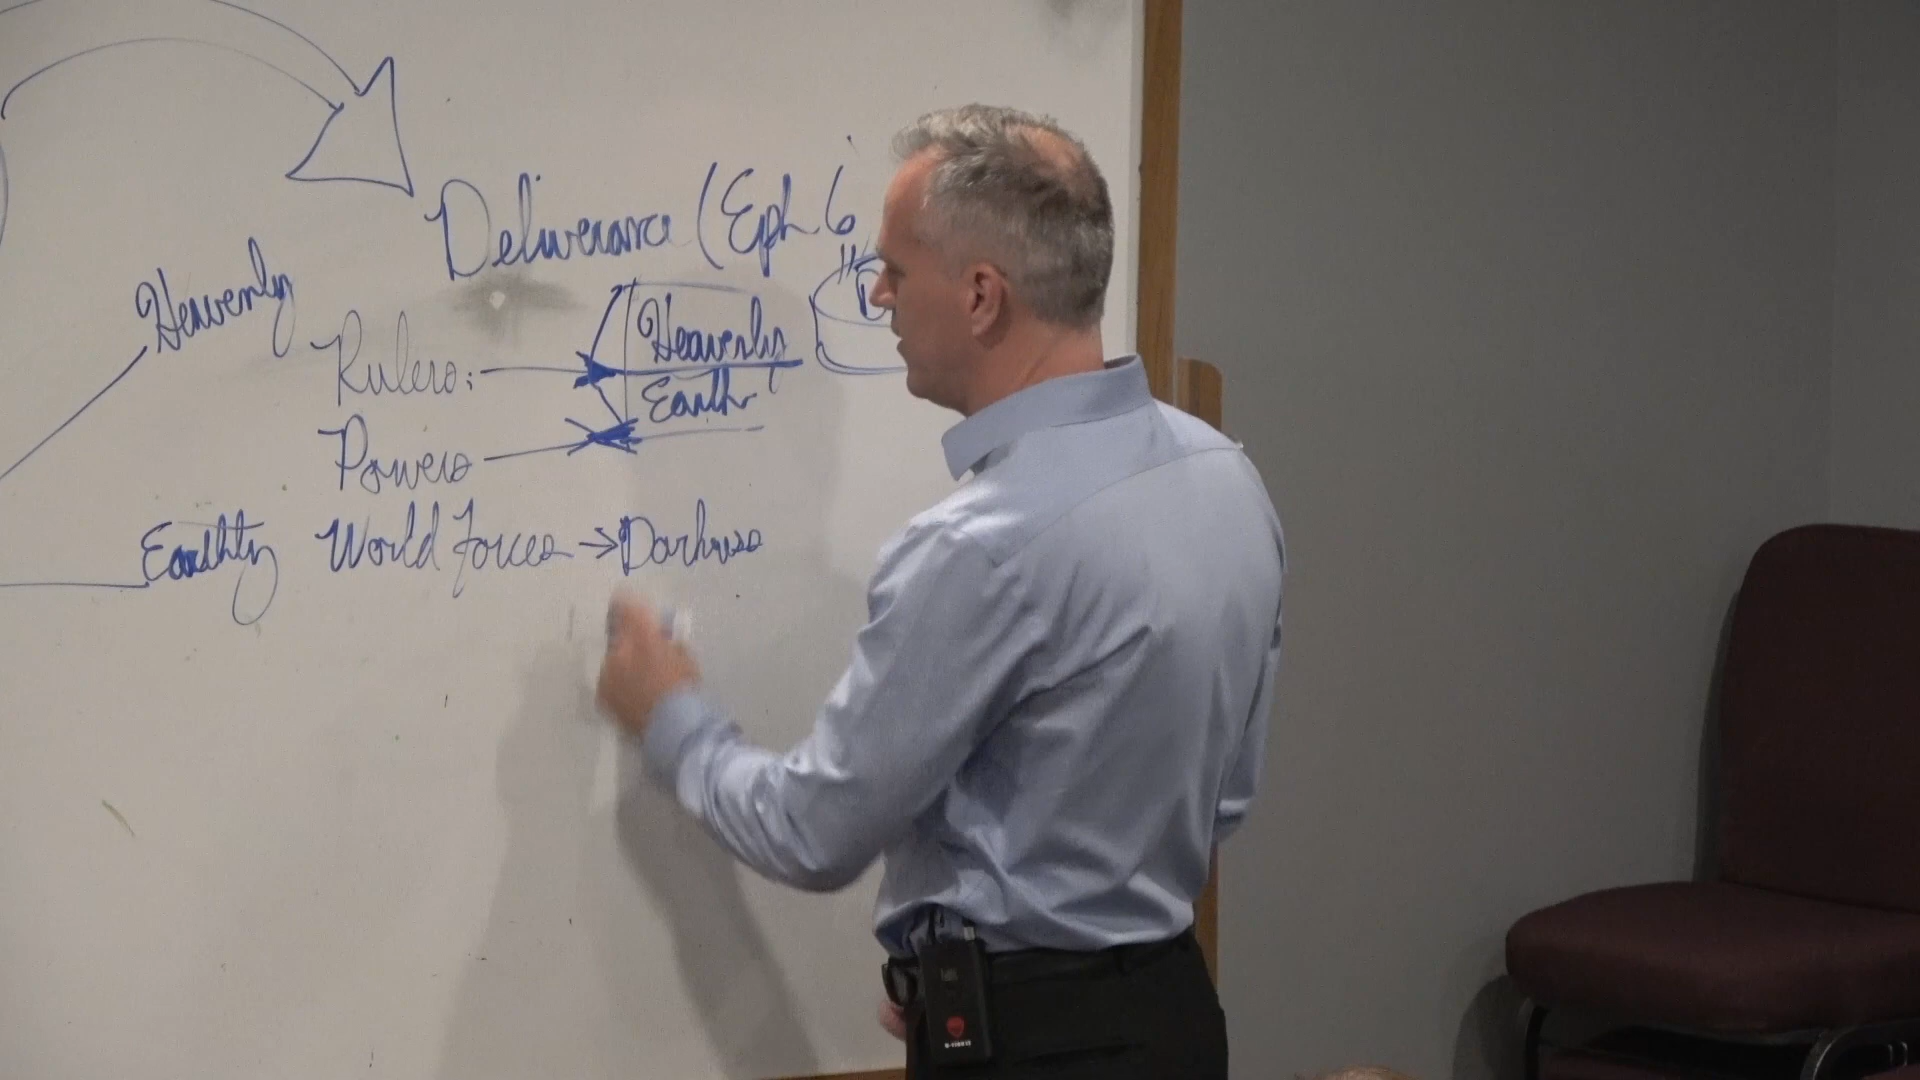 Deliverance (Eph 6
Heavenly
Rulers: Heavenly
Earth
Powers
Earthly World Forces → Darkness